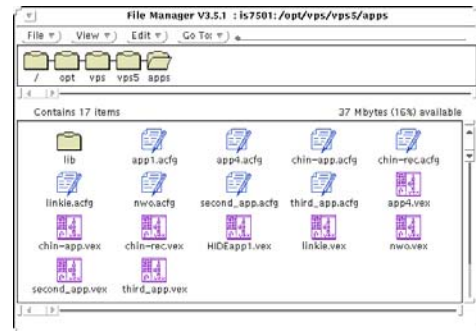 File Manager V3.5.1 : is7501:/opt/vps/vps5/apps
File View Edit Go To:
/ opt vps vps5 apps
Contains 17 items 37 Mbytes (16%) available
lib app1.acfg app4.acfg chin-app.acfg chin-rec.acfg
linkie.acfg nwo.acfg second_app.acfg third_app.acfg app4.vex
chin-app.vex chin-rec.vex HIDEapp1.vex linkie.vex nwo.vex
second_app.vex third_app.vex